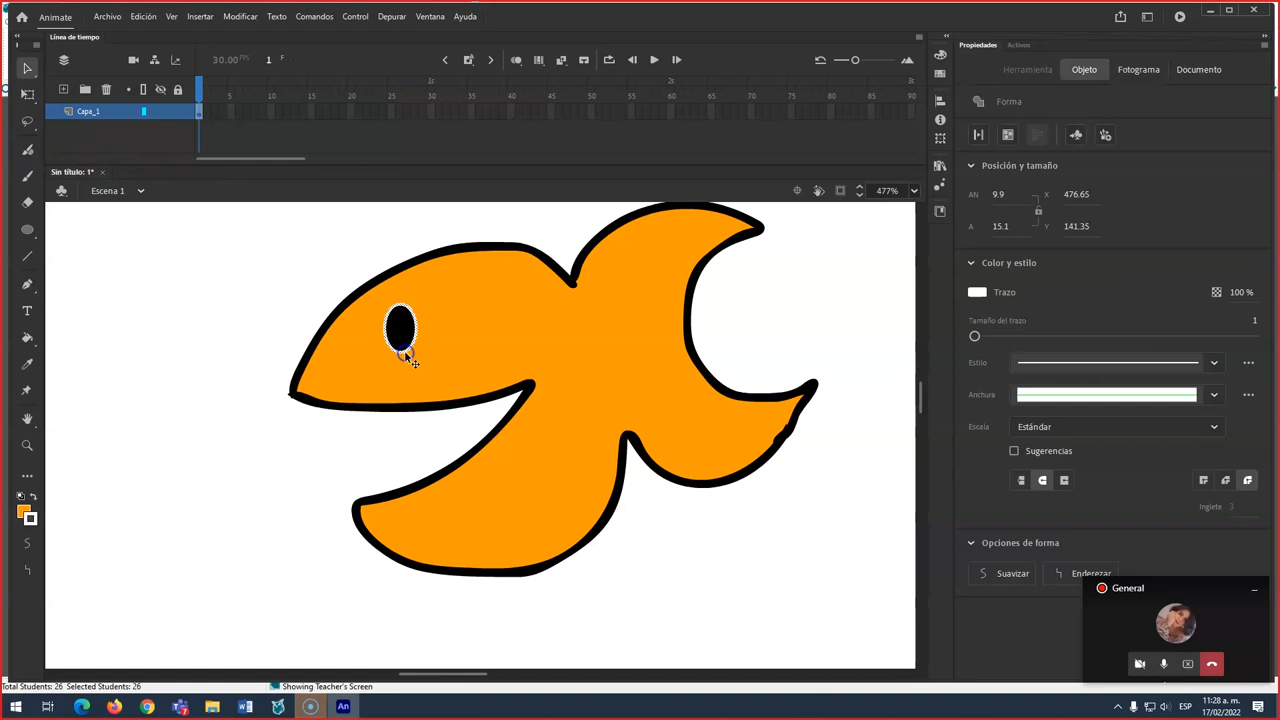 Animate Archivo Edición Ver Insertar Modificar Texto Comandos Control Depurar Ventana Ayuda
Línea de tiempo
30.00 FPS 1 F
1s 2s 3s
5 10 15 20 25 30 35 40 45 50 55 60 65 70 75 80 85 90
Capa_1
Sin título: 1* ×
Escena 1
477%
Propiedades Activos
Herramienta Objeto Fotograma Documento
Forma
Posición y tamaño
AN 9.9 X 476.65
A 15.1 Y 141.35
Color y estilo
Trazo 100 %
Tamaño del trazo 1
Estilo
Anchura
Escala Estándar
Sugerencias
Inglete 3
Opciones de forma
Suavizar Enderezar
General
Total Students: 26 Selected Students: 26 Showing Teacher's Screen
ESP
11:28 a. m.
17/02/2022